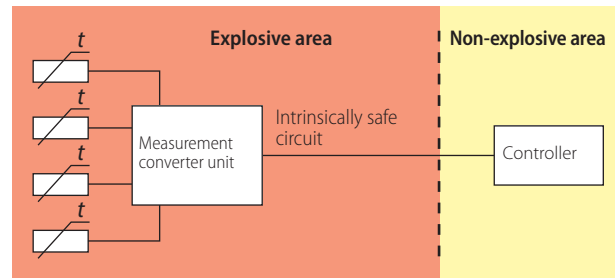 Explosive area
Non-explosive area
t
t
t
t
Measurement
converter unit
Intrinsically safe
circuit
Controller